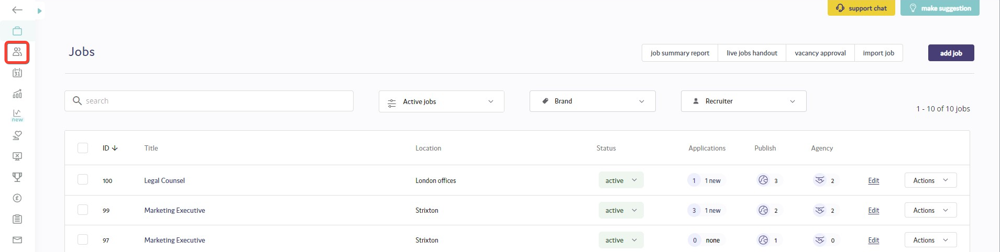 support chat
make suggestion
Jobs
job summary report
live jobs handout
vacancy approval
import job
add job
31
new
search
Active jobs
Brand
Recruiter
1 - 10 of 10 jobs
ID Title Location Status Applications Publish Agency
100 Legal Counsel London offices active 1 1 new 3 2 Edit Actions
99 Marketing Executive Strixton active 3 1 new 2 2 Edit Actions
97 Marketing Executive Strixton active 0 none 1 0 Edit Actions
£